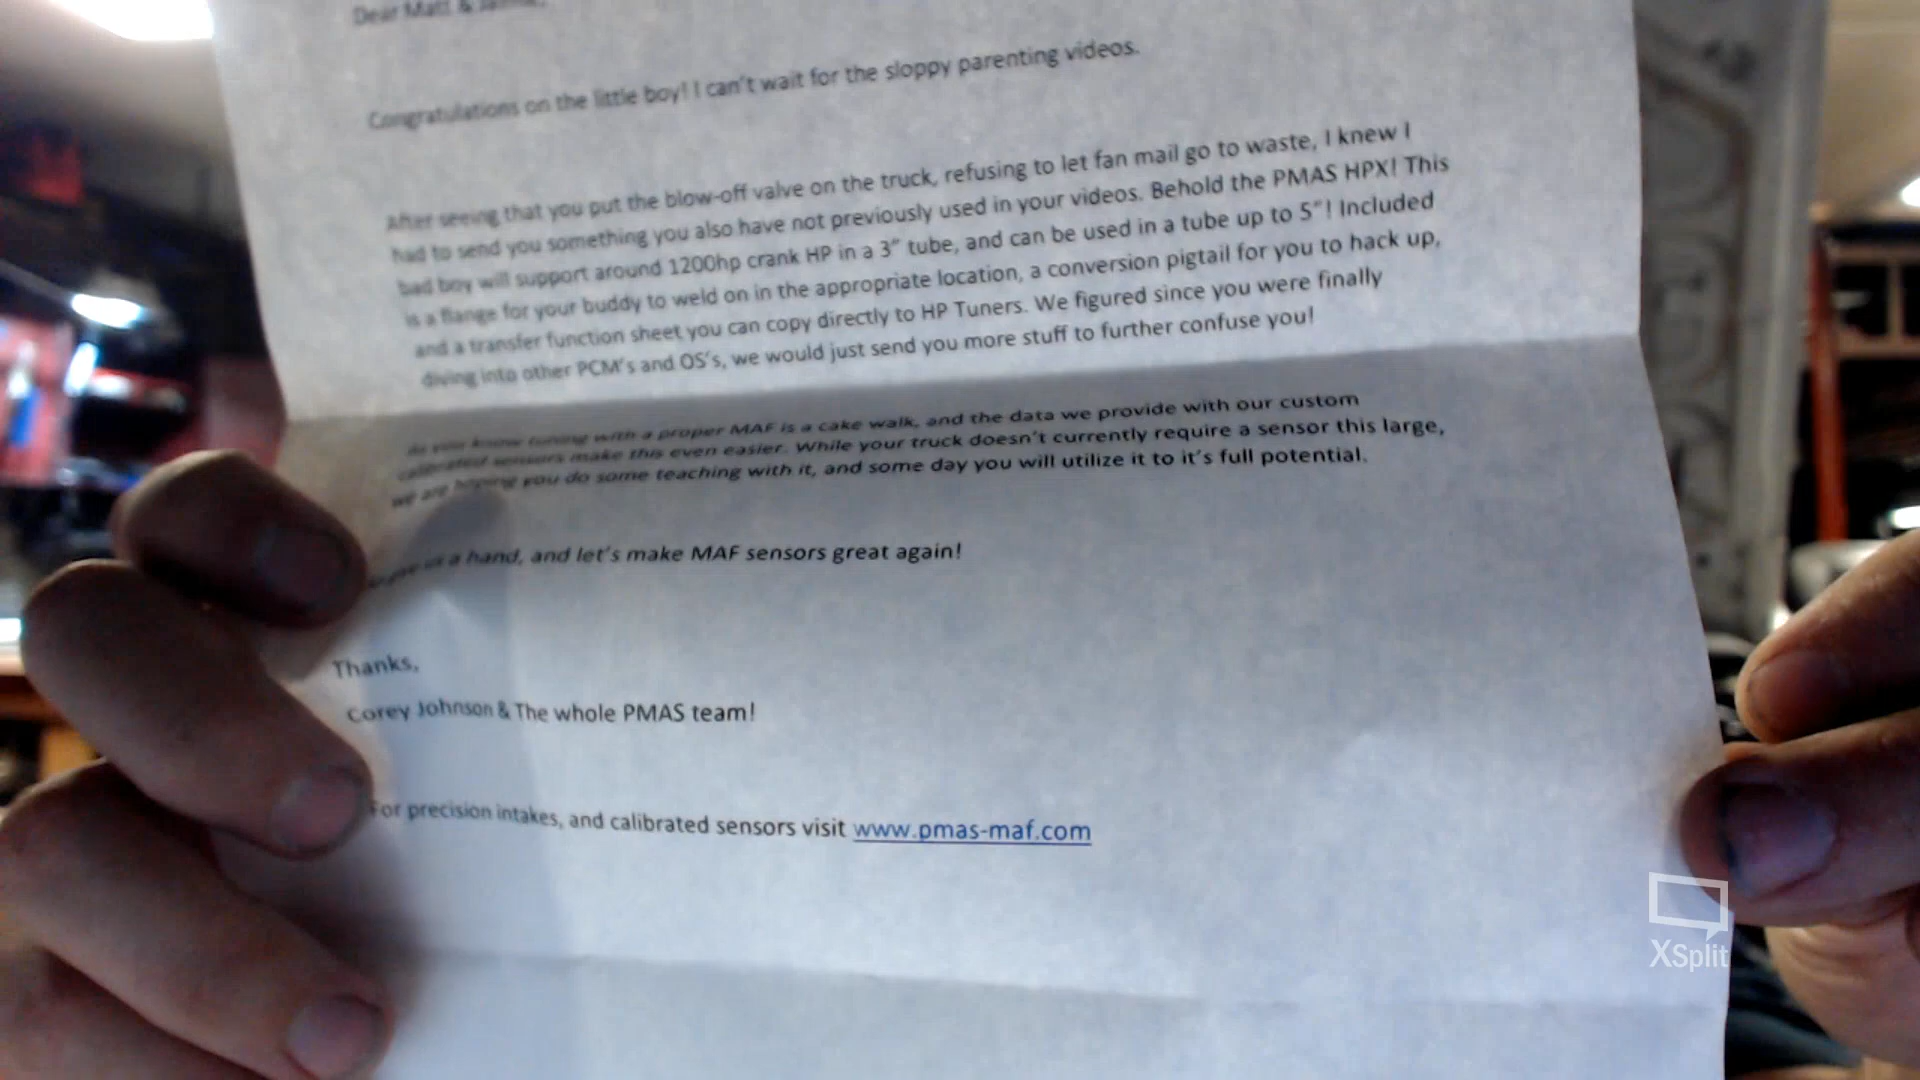 Dear Matt &
Congratulations on the little boy! I can't wait for the sloppy parenting videos.
After seeing that you put the blow-off valve on the truck, refusing to let fan mail go to waste, I knew I
had to send you something you also have not previously used in your videos. Behold the PMAS HPX! This
bad boy will support around 1200hp crank HP in a 3" tube, and can be used in a tube up to 5"! Included
is a flange for your buddy to weld on in the appropriate location, a conversion pigtail for you to hack up,
and a transfer function sheet you can copy directly to HP Tuners. We figured since you were finally
diving into other PCM's and OS's, we would just send you more stuff to further confuse you!
As you know tuning with a proper MAF is a cake walk, and the data we provide with our custom
calibrated sensors make this even easier. While your truck doesn't currently require a sensor this large,
we are hoping you do some teaching with it, and some day you will utilize it to it's full potential.
a hand, and let's make MAF sensors great again!
Thanks,
Corey Johnson & The whole PMAS team!
For precision intakes, and calibrated sensors visit www.pmas-maf.com
XSplit